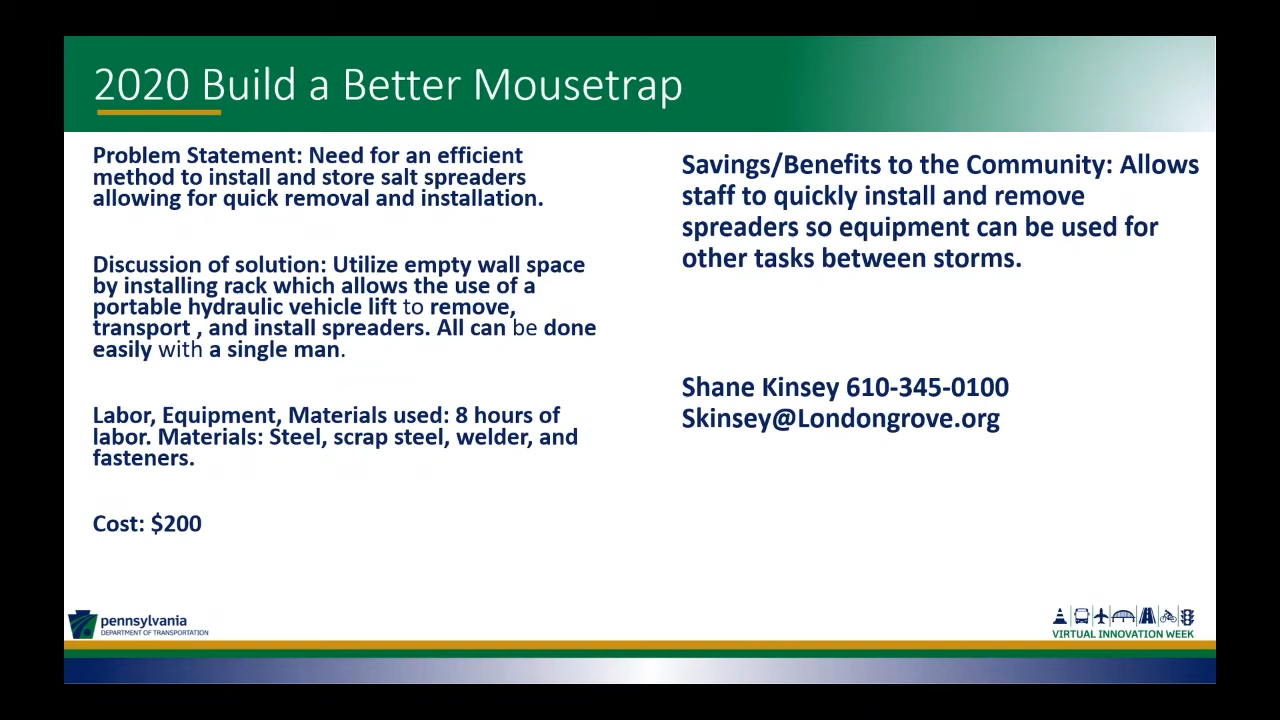 2020 Build a Better Mousetrap
Problem Statement: Need for an efficient
method to install and store salt spreaders
allowing for quick removal and installation.
Discussion of solution: Utilize empty wall space
by installing rack which allows the use of a
portable hydraulic vehicle lift to remove,
transport , and install spreaders. All can be done
easily with a single man.
Labor, Equipment, Materials used: 8 hours of
labor. Materials: Steel, scrap steel, welder, and
fasteners.
Cost: $200
Savings/Benefits to the Community: Allows
staff to quickly install and remove
spreaders so equipment can be used for
other tasks between storms.
Shane Kinsey 610-345-0100
Skinsey@Londongrove.org
pennsylvania
DEPARTMENT OF TRANSPORTATION
VIRTUAL INNOVATION WEEK